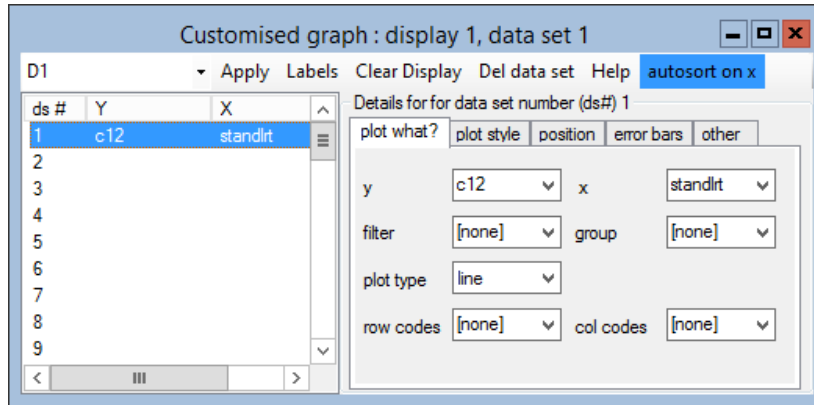 Customised graph : display 1, data set 1
D1 Apply Labels Clear Display Del data set Help autosort on x
ds # Y X
1 c12 standlrt
2
3
4
5
6
7
8
9
Details for for data set number (ds#) 1
plot what? plot style position error bars other
y c12 x standlrt
filter [none] group [none]
plot type line
row codes [none] col codes [none]